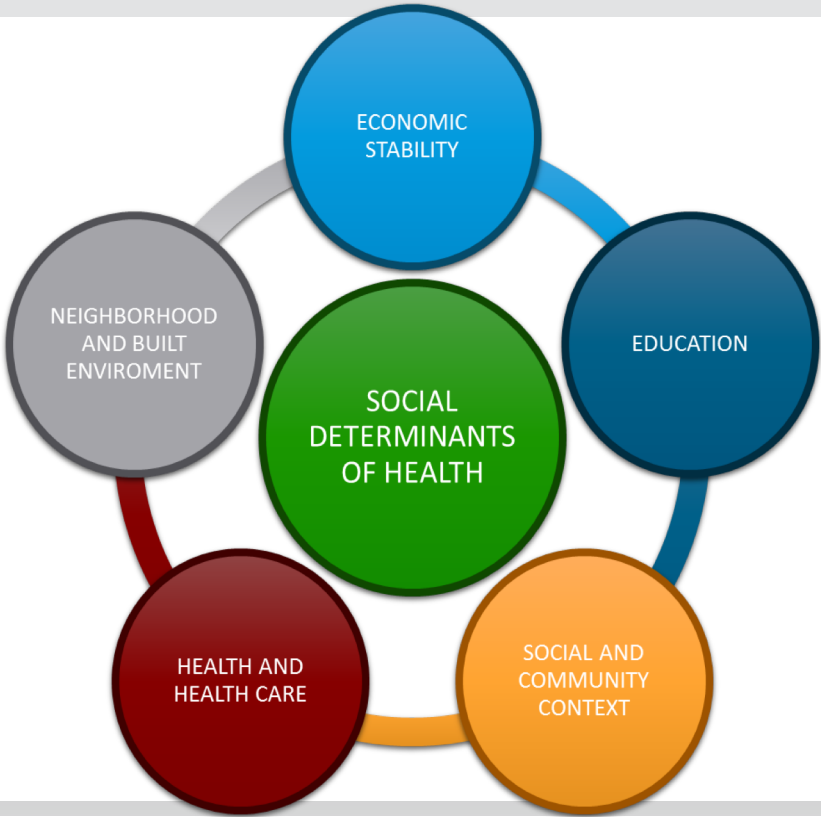 ECONOMIC
STABILITY
EDUCATION
SOCIAL AND
COMMUNITY
CONTEXT
HEALTH AND
HEALTH CARE
NEIGHBORHOOD
AND BUILT
ENVIROMENT
SOCIAL
DETERMINANTS
OF HEALTH